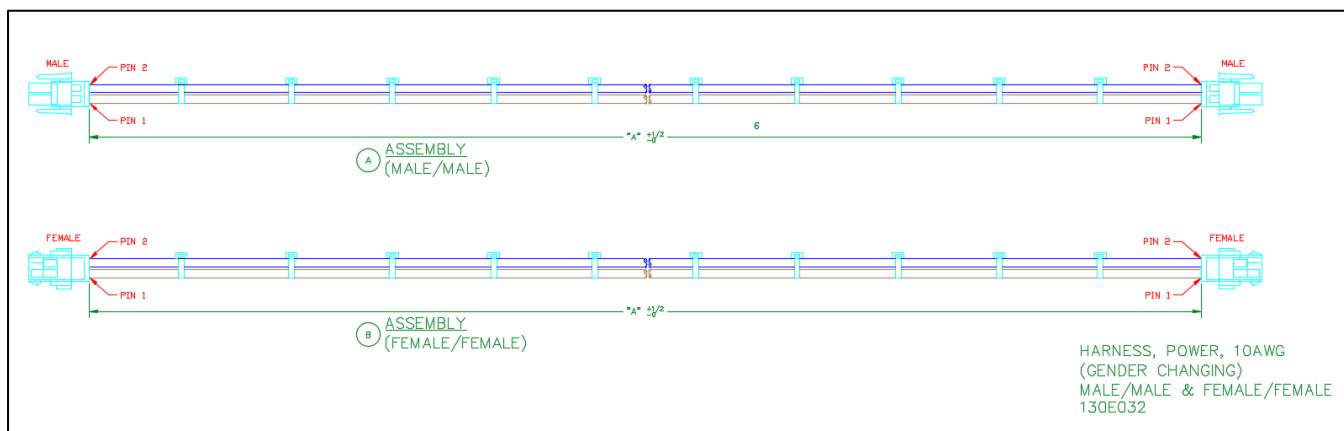 MALE
PIN 2
PIN 1
PIN 2
MALE
PIN 1
6
"A" +1/2 -0
A
ASSEMBLY
(MALE/MALE)
FEMALE
PIN 2
PIN 1
PIN 2
FEMALE
PIN 1
"A" +1/2 -0
B
ASSEMBLY
(FEMALE/FEMALE)
HARNESS, POWER, 10AWG
(GENDER CHANGING)
MALE/MALE & FEMALE/FEMALE
130E032